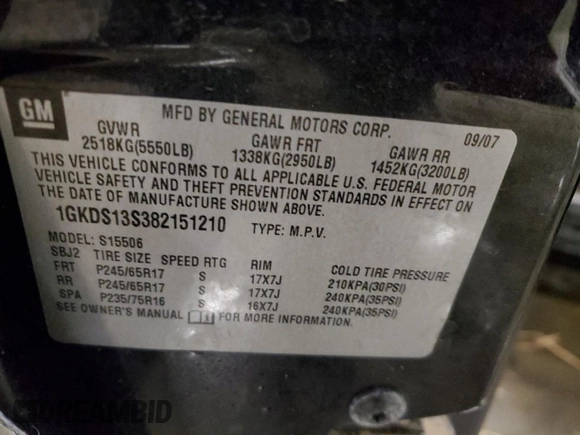 GM
MFD BY GENERAL MOTORS CORP. 09/07
GVWR GAWR FRT GAWR RR
2518KG(5550LB) 1338KG(2950LB) 1452KG(3200LB)
THIS VEHICLE CONFORMS TO ALL APPLICABLE U.S. FEDERAL MOTOR
VEHICLE SAFETY AND THEFT PREVENTION STANDARDS IN EFFECT ON
THE DATE OF MANUFACTURE SHOWN ABOVE.
1GKDS13S382151210 TYPE: M.P.V.
MODEL: S15506
SBJ2 TIRE SIZE SPEED RTG RIM COLD TIRE PRESSURE
FRT P245/65R17 S 17X7J 210KPA(30PSI)
RR P245/65R17 S 17X7J 240KPA(35PSI)
SPA P235/75R16 S 16X7J 240KPA(35PSI)
SEE OWNER'S MANUAL FOR MORE INFORMATION.
DREAMBID